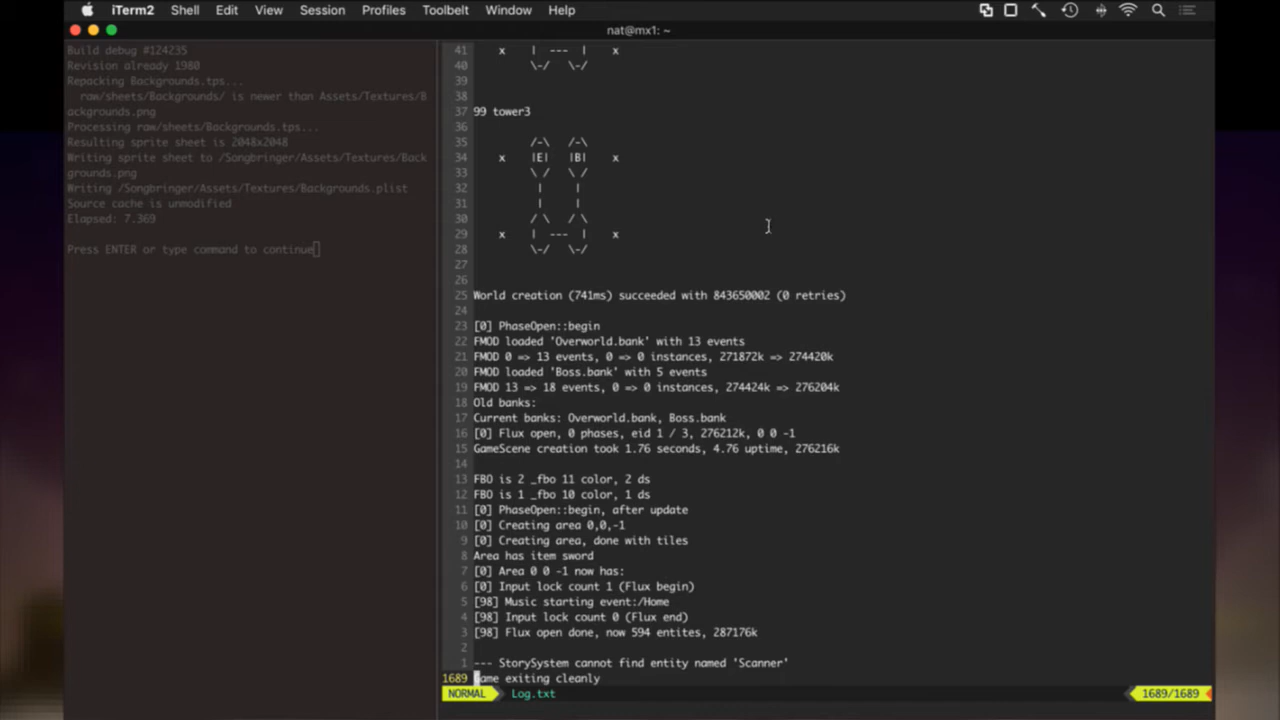 iTerm2 Shell Edit View Session Profiles Toolbelt Window Help
nat@mx1: ~
Build debug #124235
Revision already 1980
Repacking Backgrounds.tps...
raw/sheets/Backgrounds/ is newer than Assets/Textures/B
ackgrounds.png
Processing raw/sheets/Backgrounds.tps...
Resulting sprite sheet is 2048x2048
Writing sprite sheet to /Songbringer/Assets/Textures/Back
grounds.png
Writing /Songbringer/Assets/Textures/Backgrounds.plist
Source cache is unmodified
Elapsed: 7.369
Press ENTER or type command to continue
41 x | --- | x
40 \-/ \-/
39
38
37 99 tower3
36
35 /-\ /-\
34 x |E| |B| x
33 \ / \ /
32 | |
31 | |
30 / \ / \
29 x | --- | x
28 \-/ \-/
27
26
25 World creation (741ms) succeeded with 843650002 (0 retries)
24
23 [0] PhaseOpen::begin
22 FMOD loaded 'Overworld.bank' with 13 events
21 FMOD 0 => 13 events, 0 => 0 instances, 271872k => 274420k
20 FMOD loaded 'Boss.bank' with 5 events
19 FMOD 13 => 18 events, 0 => 0 instances, 274424k => 276204k
18 Old banks:
17 Current banks: Overworld.bank, Boss.bank
16 [0] Flux open, 0 phases, eid 1 / 3, 276212k, 0 0 -1
15 GameScene creation took 1.76 seconds, 4.76 uptime, 276216k
14
13 FBO is 2 _fbo 11 color, 2 ds
12 FBO is 1 _fbo 10 color, 1 ds
11 [0] PhaseOpen::begin, after update
10 [0] Creating area 0,0,-1
9 [0] Creating area, done with tiles
8 Area has item sword
7 [0] Area 0 0 -1 now has:
6 [0] Input lock count 1 (Flux begin)
5 [98] Music starting event:/Home
4 [98] Input lock count 0 (Flux end)
3 [98] Flux open done, now 594 entites, 287176k
2
1 --- StorySystem cannot find entity named 'Scanner'
1689 Game exiting cleanly
NORMAL Log.txt 1689/1689